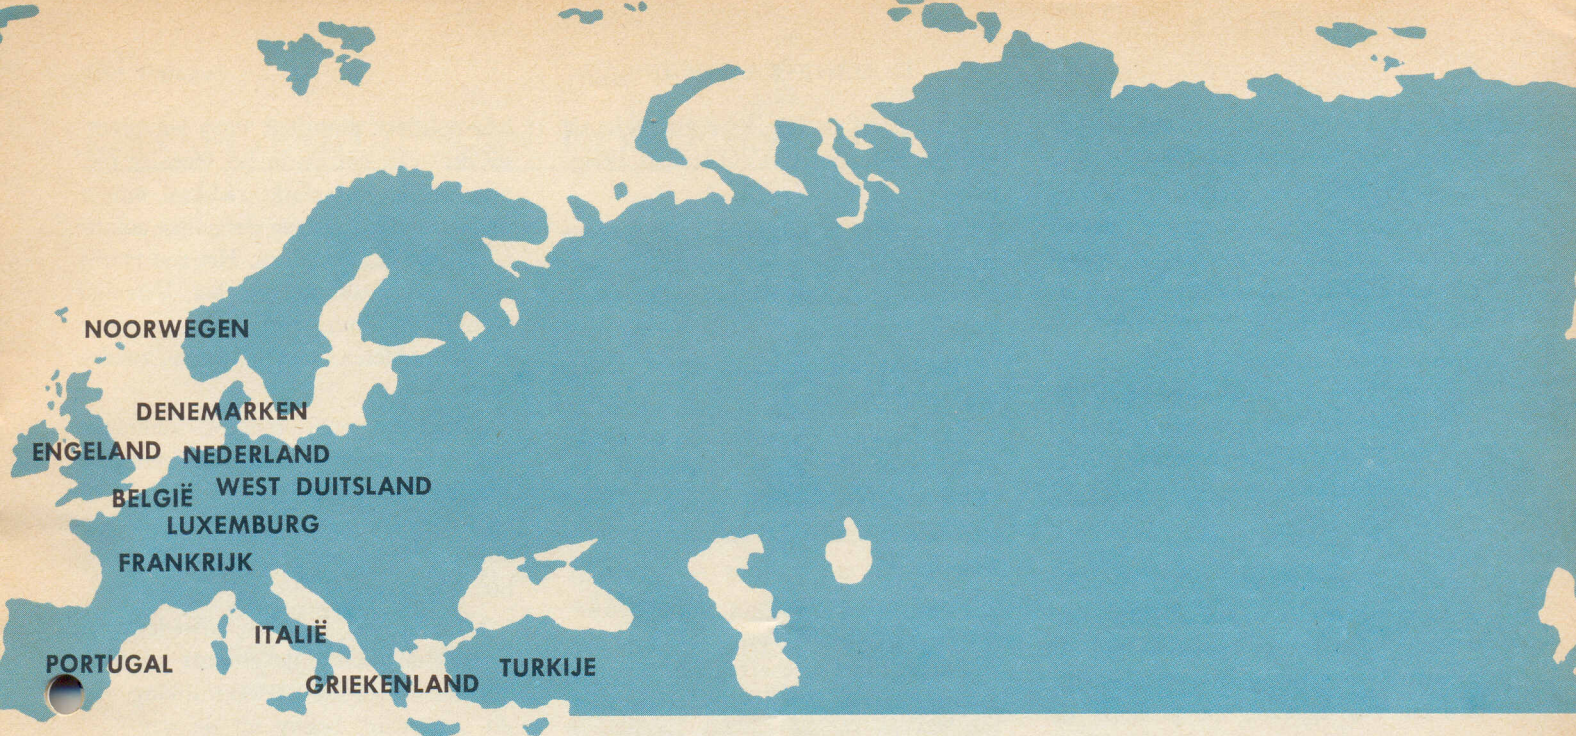 NOORWEGEN
DENEMARKEN
ENGELAND
NEDERLAND
BELGIË
WEST DUITSLAND
LUXEMBURG
FRANKRIJK
ITALIË
PORTUGAL
GRIEKENLAND
TURKIJE